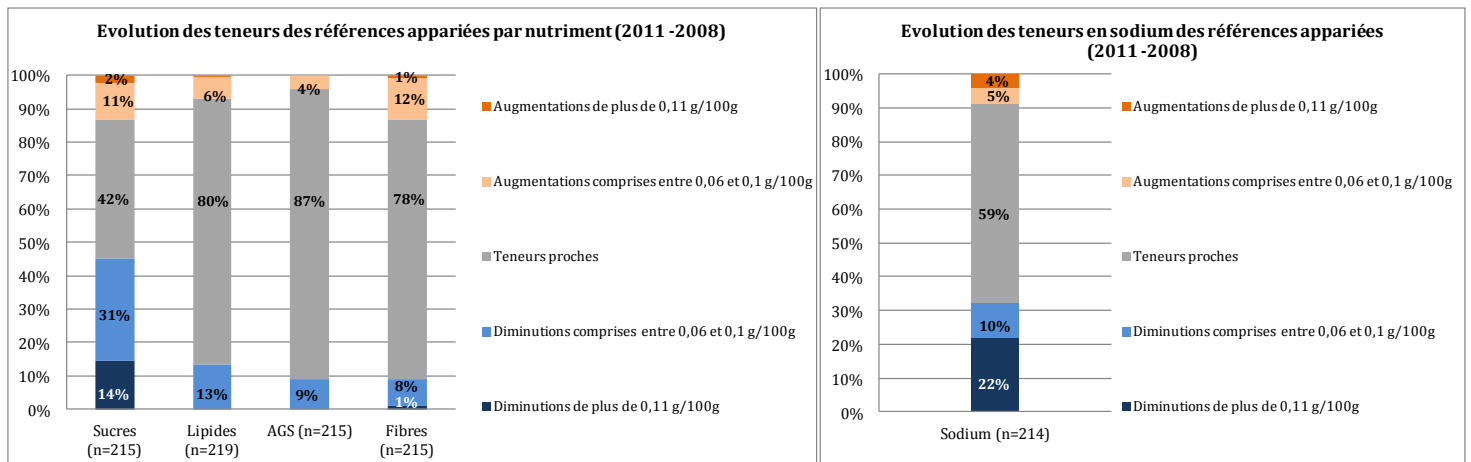 Evolution des teneurs des références appariées par nutriment (2011 -2008)
100%
90%
80%
70%
60%
50%
40%
30%
20%
10%
0%
2%
11%
42%
31%
14%
6%
80%
13%
4%
87%
9%
1%
12%
78%
8%
1%
Sucres
(n=215)
Lipides
(n=219)
AGS (n=215)
Fibres
(n=215)
Augmentations de plus de 0,11 g/100g
Augmentations comprises entre 0,06 et 0,1 g/100g
Teneurs proches
Diminutions comprises entre 0,06 et 0,1 g/100g
Diminutions de plus de 0,11 g/100g
Evolution des teneurs en sodium des références appariées
(2011 -2008)
100%
90%
80%
70%
60%
50%
40%
30%
20%
10%
0%
4%
5%
59%
10%
22%
Sodium (n=214)
Augmentations de plus de 0,11 g/100g
Augmentations comprises entre 0,06 et 0,1 g/100g
Teneurs proches
Diminutions comprises entre 0,06 et 0,1 g/100g
Diminutions de plus de 0,11 g/100g